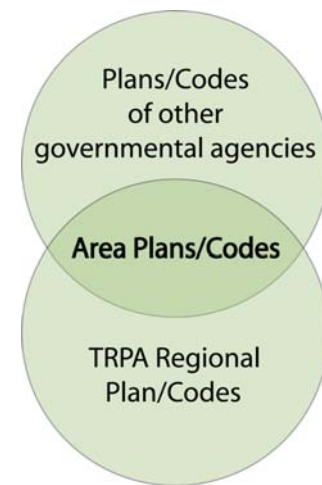 Plans/Codes
of other
governmental agencies
Area Plans/Codes
TRPA Regional
Plan/Codes